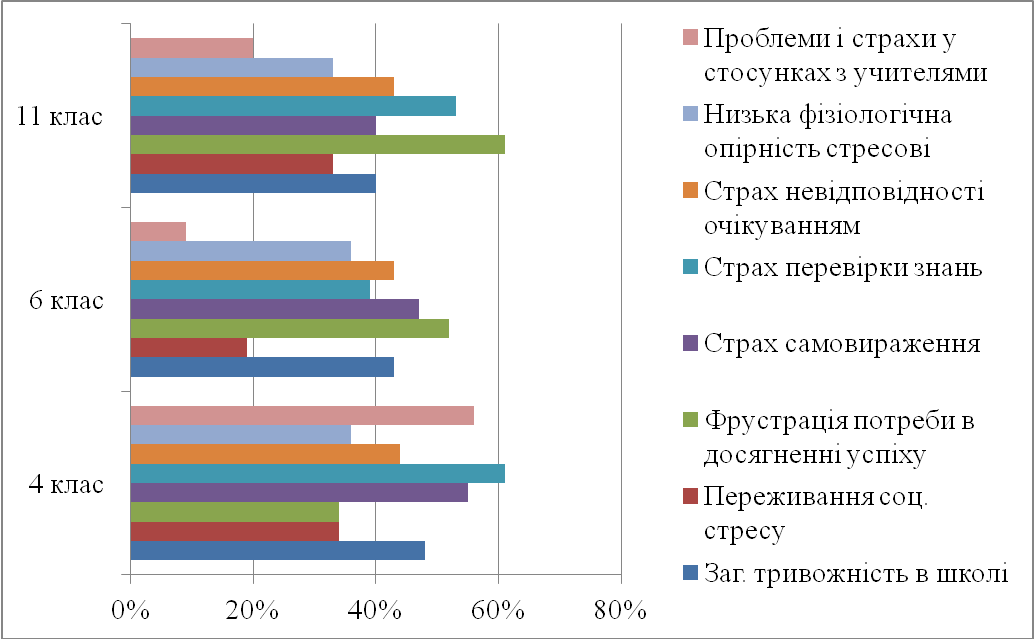 11 клас
6 клас
4 клас
0% 20% 40% 60% 80%
Проблеми і страхи у
стосунках з учителями
Низька фізіологічна
опірність стресові
Страх невідповідності
очікуванням
Страх перевірки знань
Страх самовираження
Фрустрація потреби в
досягненні успіху
Переживання соц.
стресу
Заг. тривожність в школі